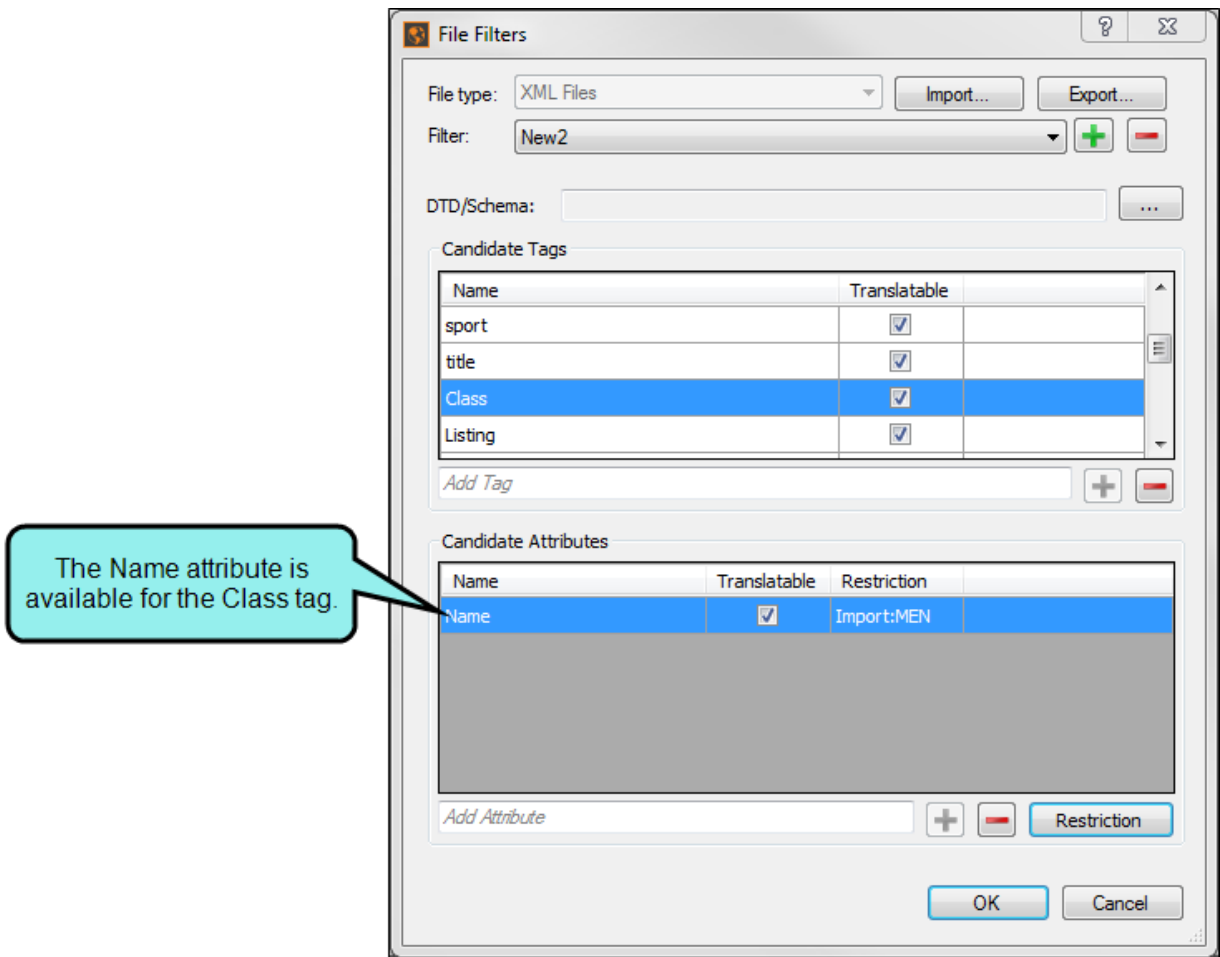 File Filters
File type: XML Files Import... Export...
Filter: New2
DTD/Schema: ...
Candidate Tags
Name Translatable
sport
title
Class
Listing
Add Tag
The Name attribute is
available for the Class tag.
Candidate Attributes
Name Translatable Restriction
Name Import:MEN
Add Attribute Restriction
OK Cancel